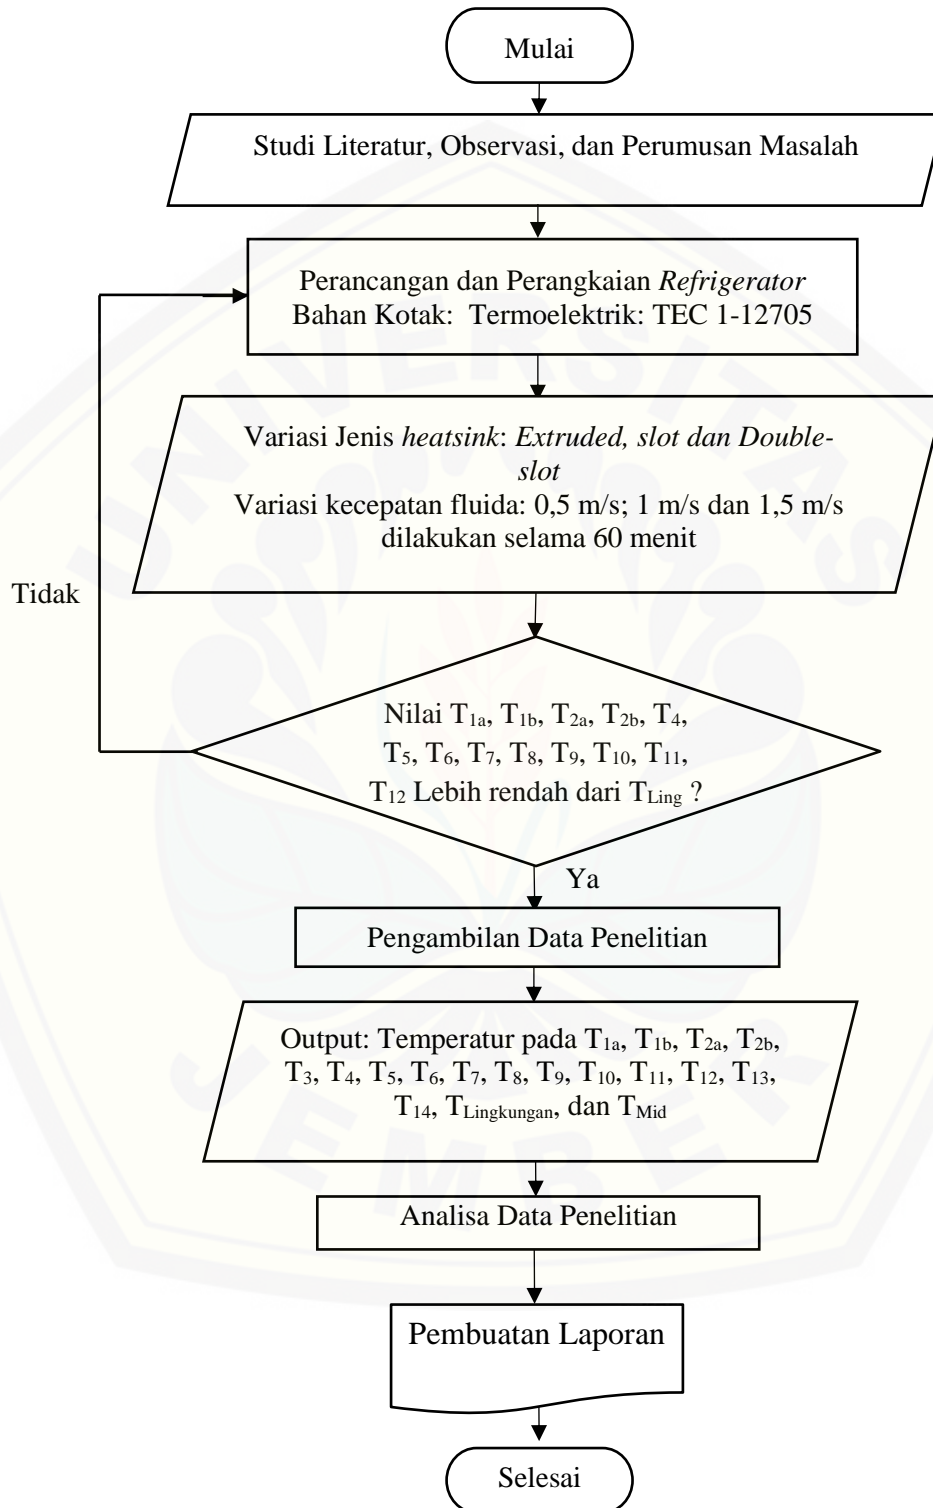 Mulai
Studi Literatur, Observasi, dan Perumusan Masalah
Perancangan dan Perangkaian Refrigerator
Bahan Kotak: Termoelektrik: TEC 1-12705
Variasi Jenis heatsink: Extruded, slot dan Double-
slot
Variasi kecepatan fluida: 0,5 m/s; 1 m/s dan 1,5 m/s
dilakukan selama 60 menit
Tidak
Nilai T1a, T1b, T2a, T2b, T4,
T5, T6, T7, T8, T9, T10, T11,
T12 Lebih rendah dari TLing ?
Ya
Pengambilan Data Penelitian
Output: Temperatur pada T1a, T1b, T2a, T2b,
T3, T4, T5, T6, T7, T8, T9, T10, T11, T12, T13,
T14, TLingkungan, dan TMid
Analisa Data Penelitian
Pembuatan Laporan
Selesai
UNIVERSITAS
JEMBER